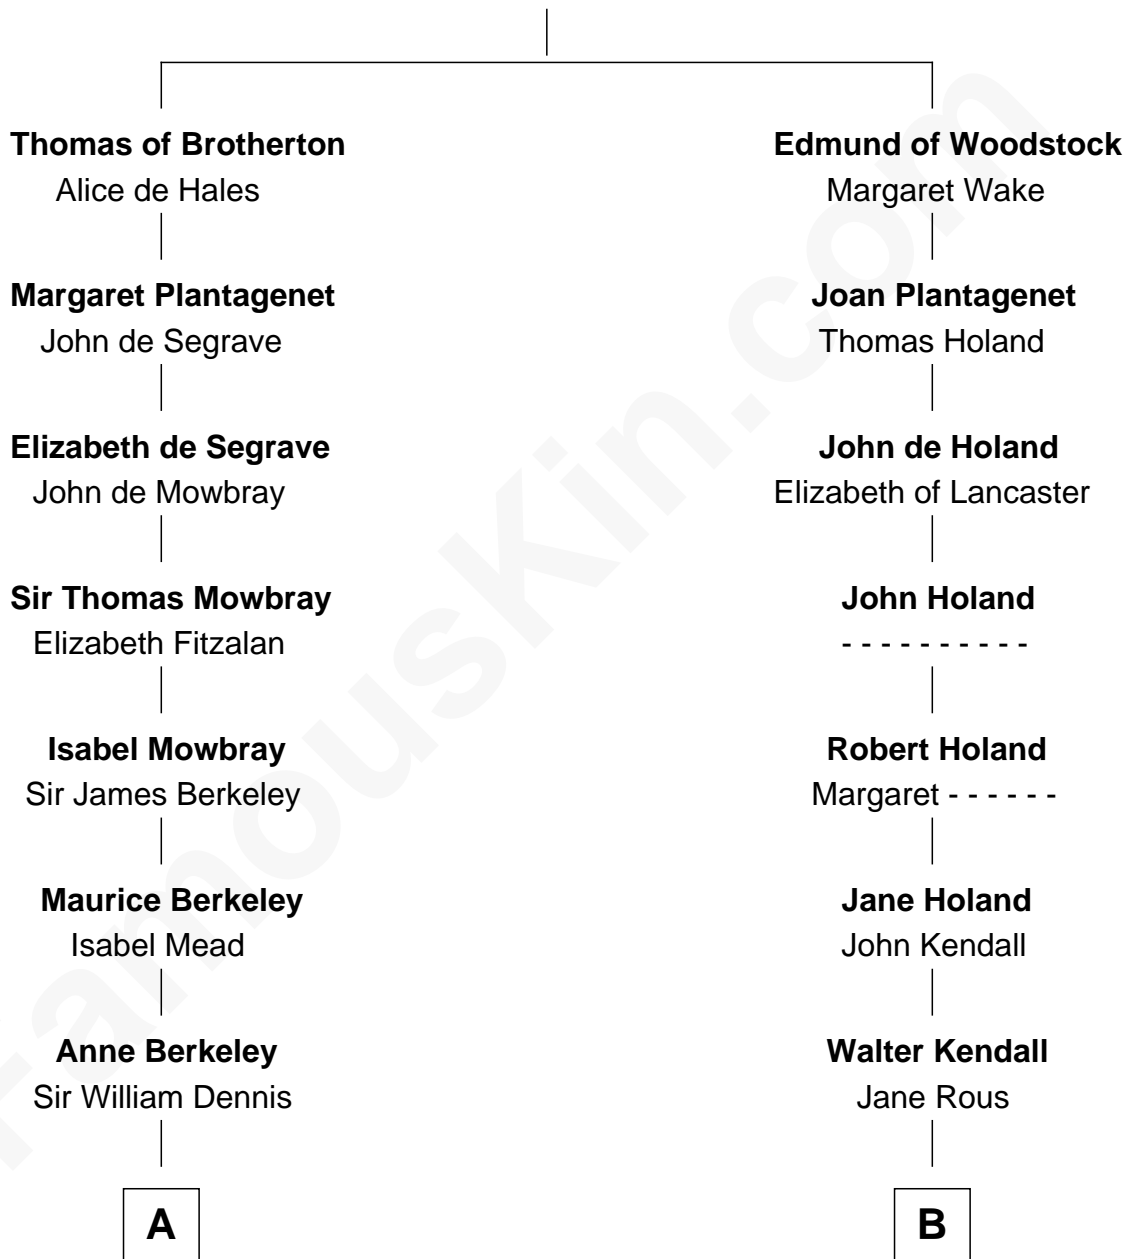 Thomas of Brotherton
Alice de Hales
Margaret Plantagenet
John de Segrave
Elizabeth de Segrave
John de Mowbray
Sir Thomas Mowbray
Elizabeth Fitzalan
Isabel Mowbray
Sir James Berkeley
Maurice Berkeley
Isabel Mead
Anne Berkeley
Sir William Dennis
A
Edmund of Woodstock
Margaret Wake
Joan Plantagenet
Thomas Holand
John de Holand
Elizabeth of Lancaster
John Holand
- - - - - - - - - -
Robert Holand
Margaret - - - - - -
Jane Holand
John Kendall
Walter Kendall
Jane Rous
B
FamousKin.com